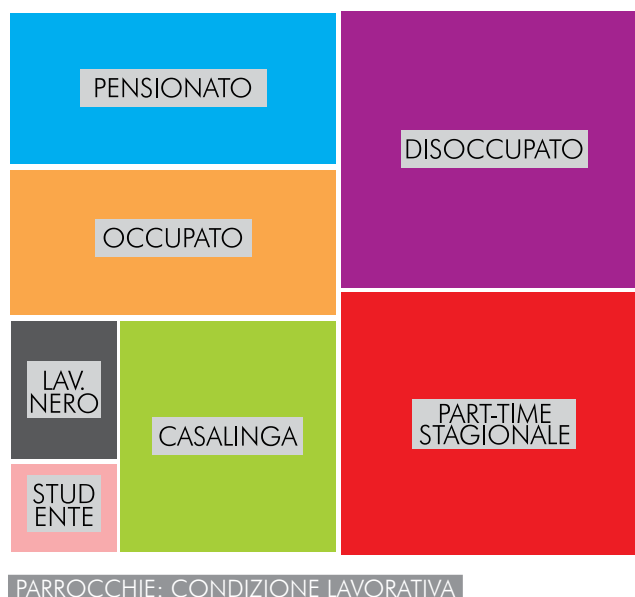 PENSIONATO
DISOCCUPATO
OCCUPATO
LAV.
NERO
CASALINGA
PART-TIME
STAGIONALE
STUD
ENTE
PARROCCHIE: CONDIZIONE LAVORATIVA